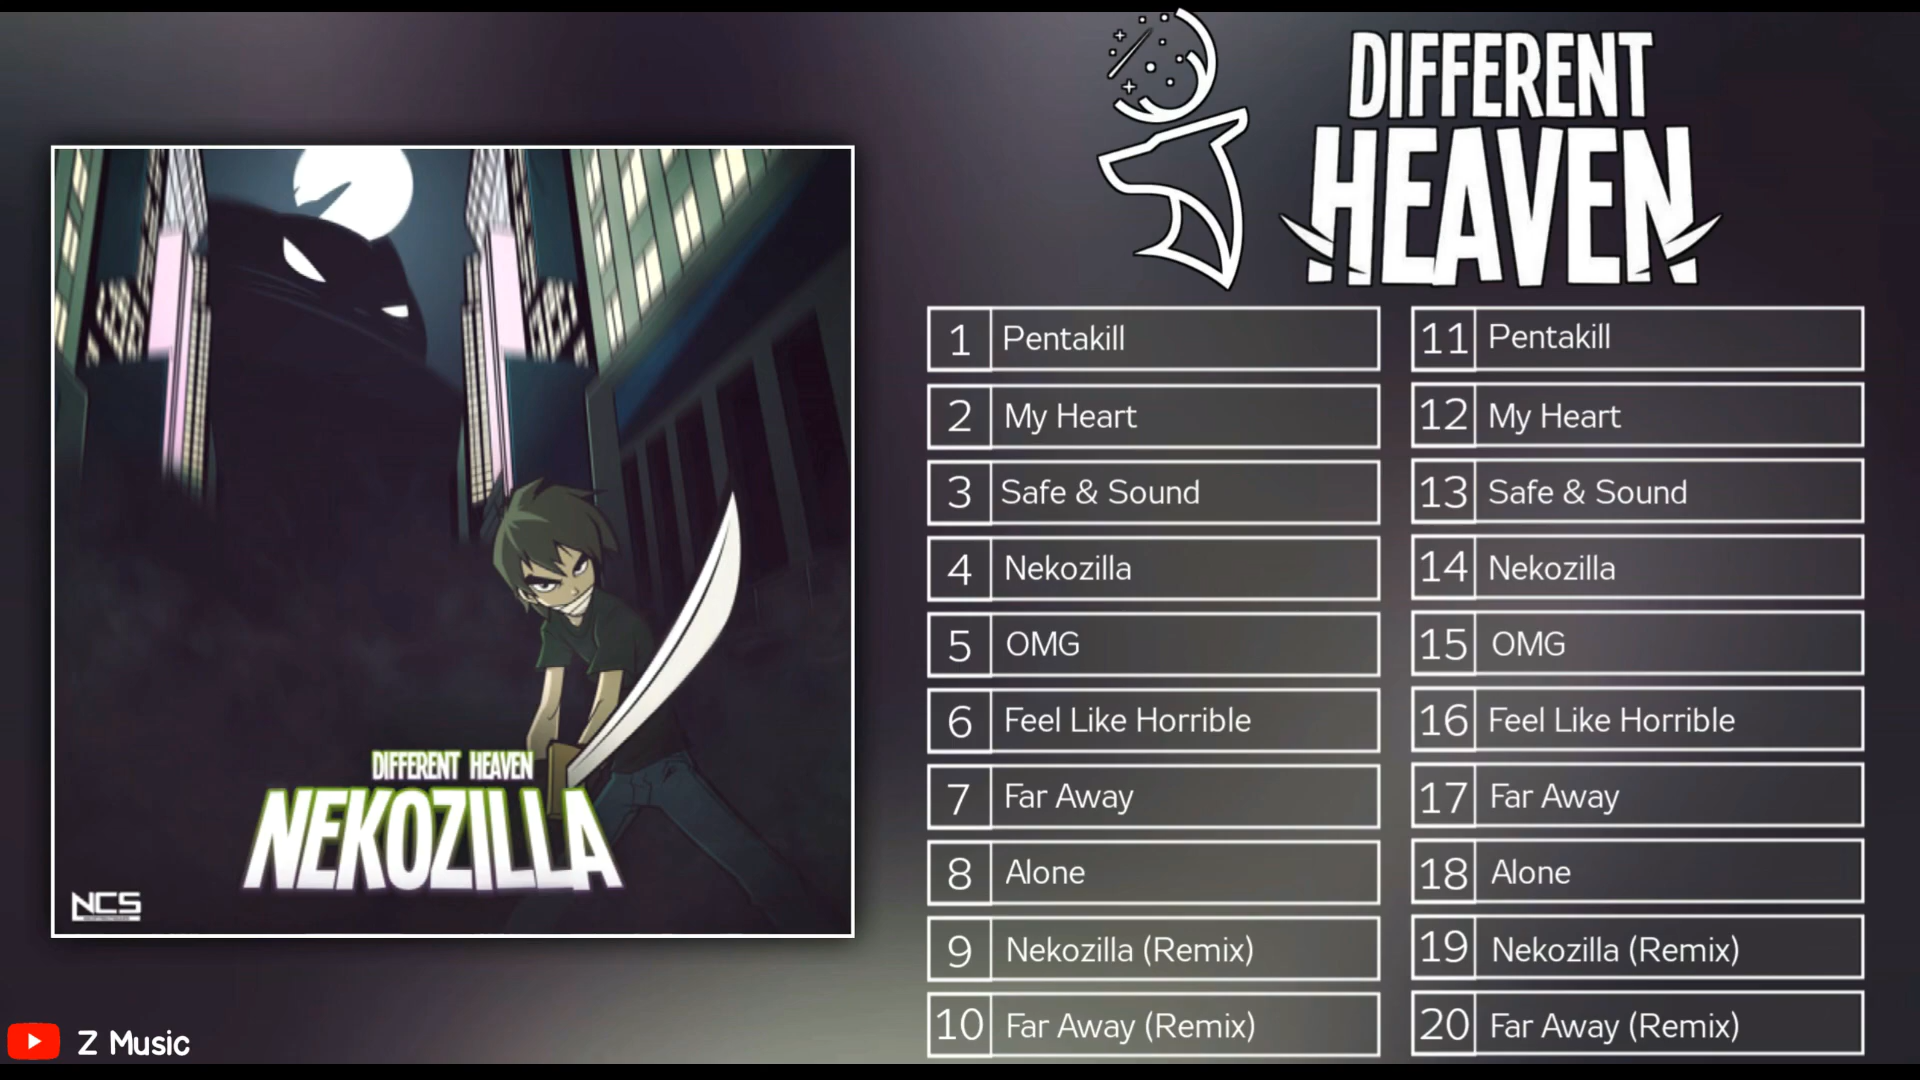 DIFFERENT
HEAVEN
DIFFERENT HEAVEN
NEKOZILLA
NCS
1 Pentakill
2 My Heart
3 Safe & Sound
4 Nekozilla
5 OMG
6 Feel Like Horrible
7 Far Away
8 Alone
9 Nekozilla (Remix)
10 Far Away (Remix)
11 Pentakill
12 My Heart
13 Safe & Sound
14 Nekozilla
15 OMG
16 Feel Like Horrible
17 Far Away
18 Alone
19 Nekozilla (Remix)
20 Far Away (Remix)
Z Music